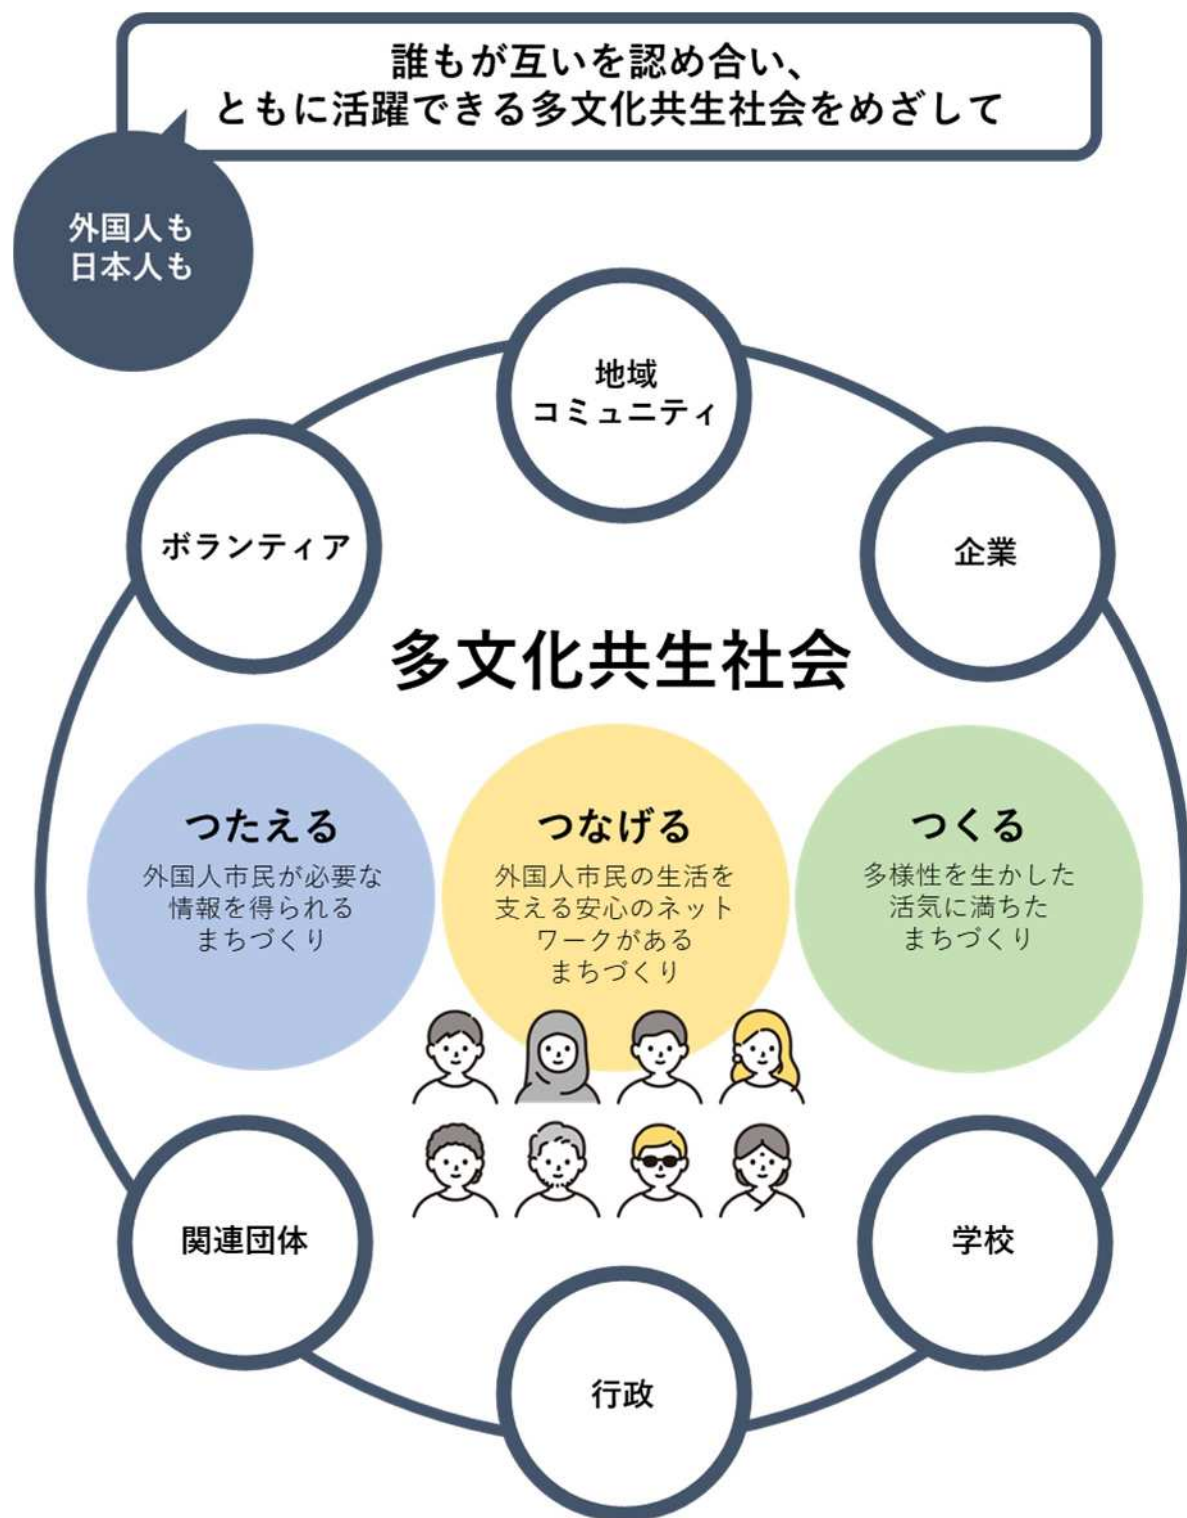 誰もが互いを認め合い、
ともに活躍できる多文化共生社会をめざして
外国人も
日本人も
地域
コミュニティ
ボランティア
企業
多文化共生社会
つたえる
外国人市民が必要な
情報を得られる
まちづくり
つなげる
外国人市民の生活を
支える安心のネット
ワークがある
まちづくり
つくる
多様性を生かした
活気に満ちた
まちづくり
関連団体
学校
行政